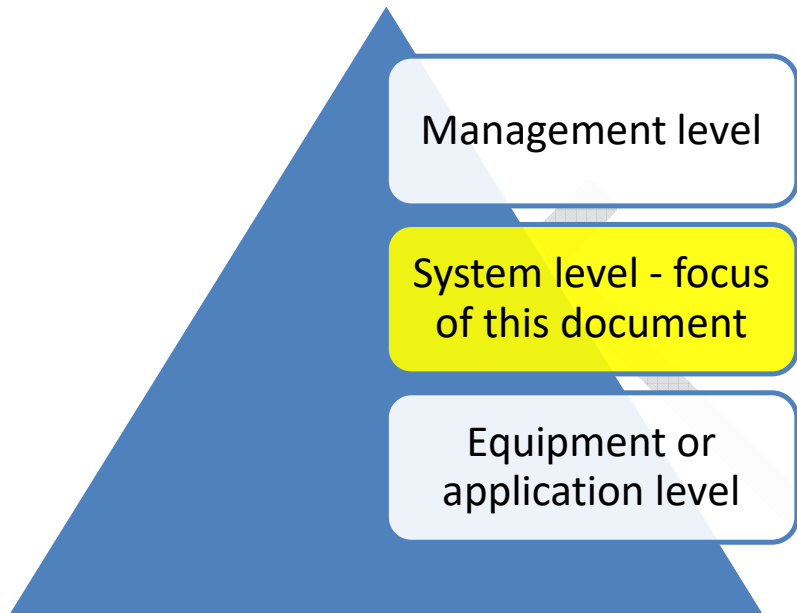 Management level
System level - focus
of this document
Equipment or
application level